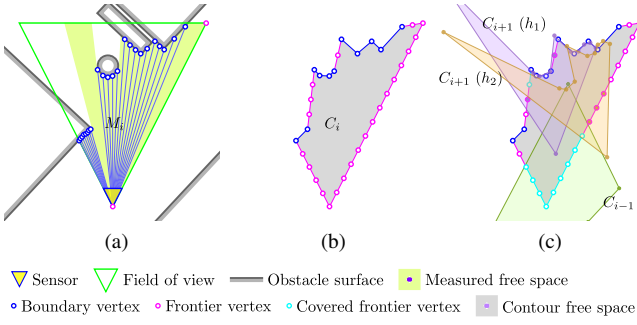 C_{i+1} (h_1)
C_{i+1} (h_2)
M_i
C_i
C_{i−1}
(a)
(b)
(c)
Sensor
Field of view
Obstacle surface
Measured free space
Boundary vertex
Frontier vertex
Covered frontier vertex
Contour free space